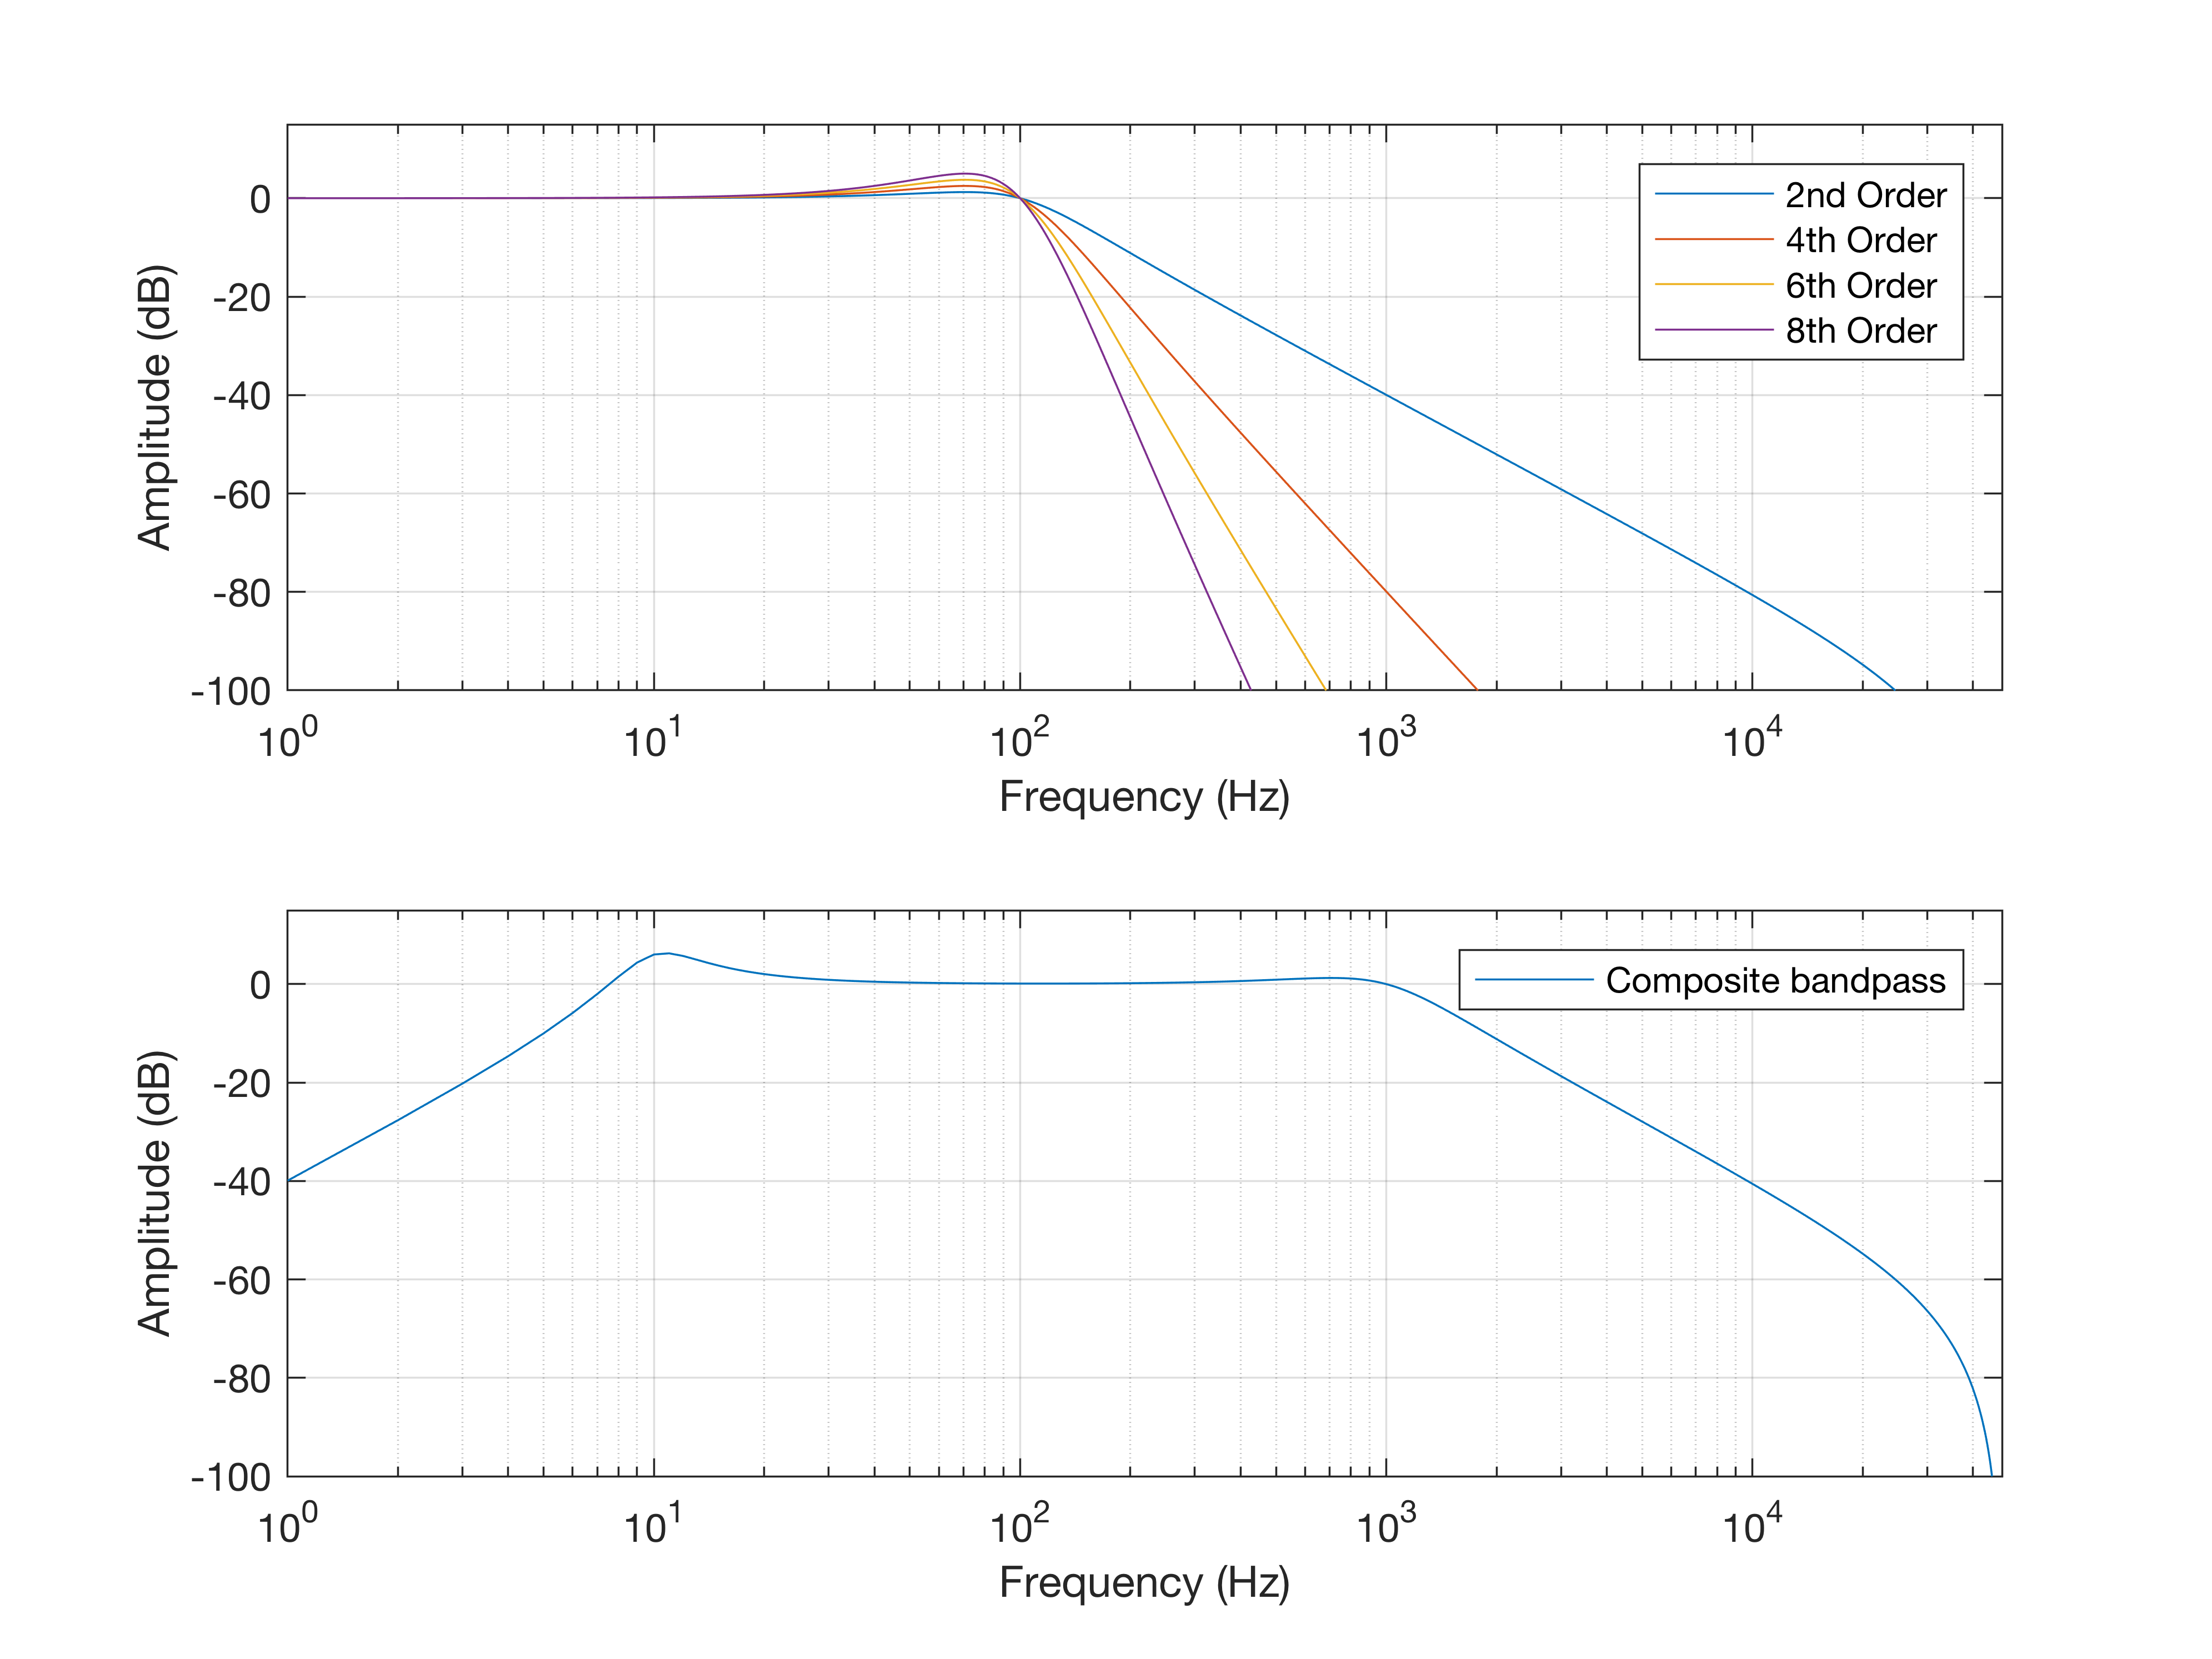 0
-20
-40
-60
-80
-100
Amplitude (dB)
2nd Order
4th Order
6th Order
8th Order
10^0 10^1 10^2 10^3 10^4
Frequency (Hz)
0
-20
-40
-60
-80
-100
Amplitude (dB)
Composite bandpass
10^0 10^1 10^2 10^3 10^4
Frequency (Hz)